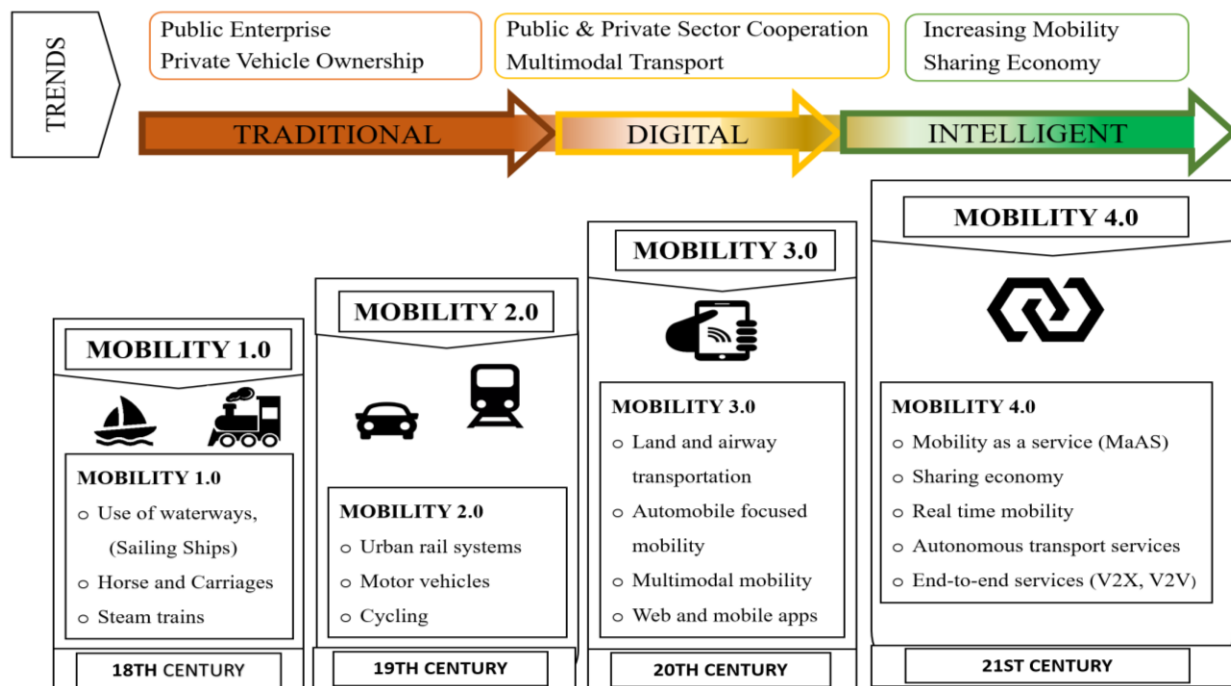 TRENDS
Public Enterprise
Private Vehicle Ownership
Public & Private Sector Cooperation
Multimodal Transport
Increasing Mobility
Sharing Economy
TRADITIONAL
DIGITAL
INTELLIGENT
MOBILITY 1.0
MOBILITY 1.0
o Use of waterways,
(Sailing Ships)
o Horse and Carriages
o Steam trains
18TH CENTURY
MOBILITY 2.0
MOBILITY 2.0
o Urban rail systems
o Motor vehicles
o Cycling
19TH CENTURY
MOBILITY 3.0
MOBILITY 3.0
o Land and airway
transportation
o Automobile focused
mobility
o Multimodal mobility
o Web and mobile apps
20TH CENTURY
MOBILITY 4.0
MOBILITY 4.0
o Mobility as a service (MaAS)
o Sharing economy
o Real time mobility
o Autonomous transport services
o End-to-end services (V2X, V2V)
21ST CENTURY